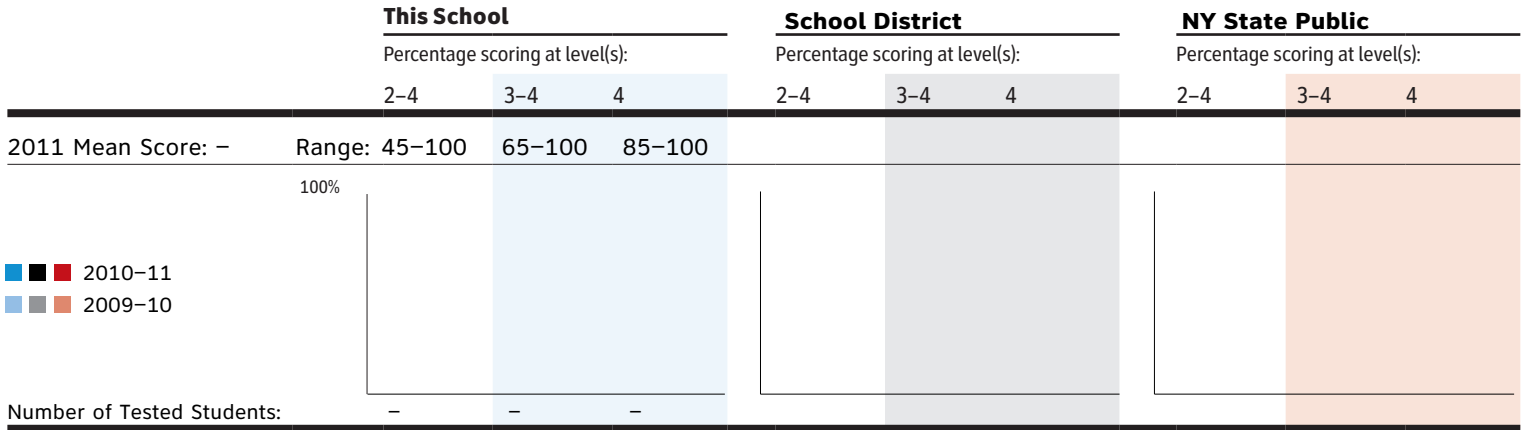 This School School District NY State Public
Percentage scoring at level(s): Percentage scoring at level(s): Percentage scoring at level(s):
2–4 3–4 4 2–4 3–4 4 2–4 3–4 4
2011 Mean Score: – Range: 45–100 65–100 85–100
100%
2010–11
2009–10
Number of Tested Students: – – –